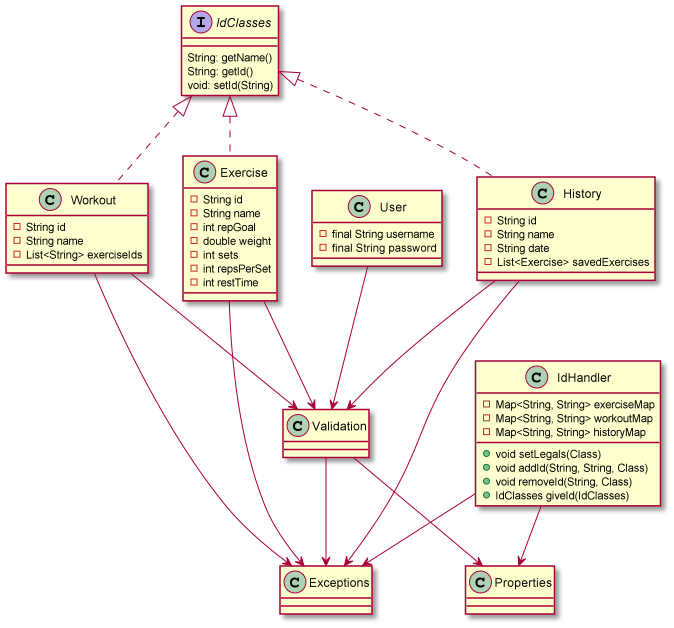 I IdClasses
String: getName()
String: getId()
void: setId(String)
C Workout
String id
String name
List<String> exerciseIds
C Exercise
String id
String name
int repGoal
double weight
int sets
int repsPerSet
int restTime
C User
final String username
final String password
C History
String id
String name
String date
List<Exercise> savedExercises
C IdHandler
Map<String, String> exerciseMap
Map<String, String> workoutMap
Map<String, String> historyMap
void setLegals(Class)
void addId(String, String, Class)
void removeId(String, Class)
IdClasses giveId(IdClasses)
C Validation
C Exceptions
C Properties